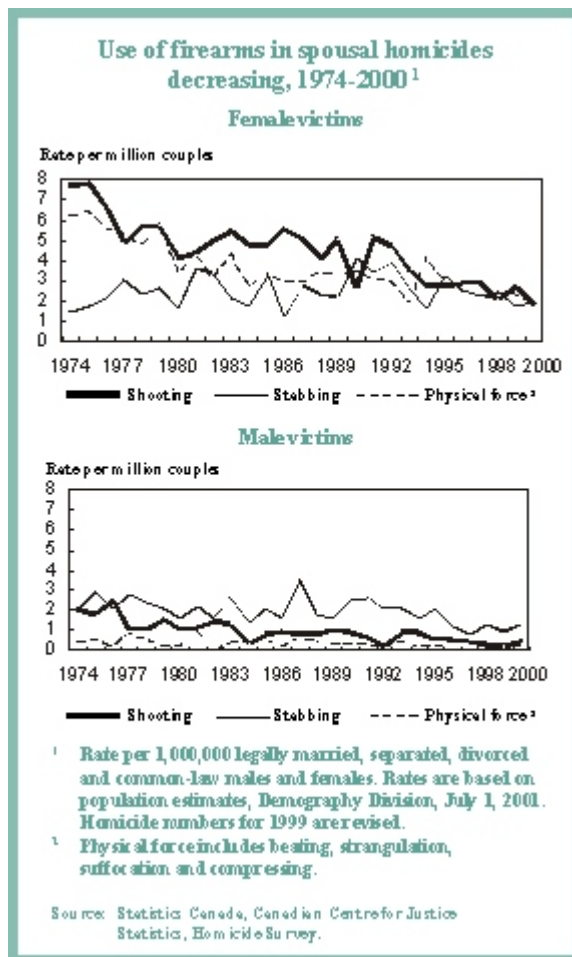 Use of firearms in spousal homicides
decreasing, 1974-2000 1
Female victims
Rate per million couples
8
7
6
5
4
3
2
1
0
1974 1977 1980 1983 1986 1989 1992 1995 1998 2000
Shooting Stabbing Physical force 2
Male victims
Rate per million couples
8
7
6
5
4
3
2
1
0
1974 1977 1980 1983 1986 1989 1992 1995 1998 2000
Shooting Stabbing Physical force 2
1 Rate per 1,000,000 legally married, separated, divorced
and common-law males and females. Rates are based on
population estimates, Demography Division, July 1, 2001.
Homicide numbers for 1999 are revised.
2 Physical force includes beating, strangulation,
suffocation and compressing.
Source: Statistics Canada, Canadian Centre for Justice
Statistics, Homicide Survey.